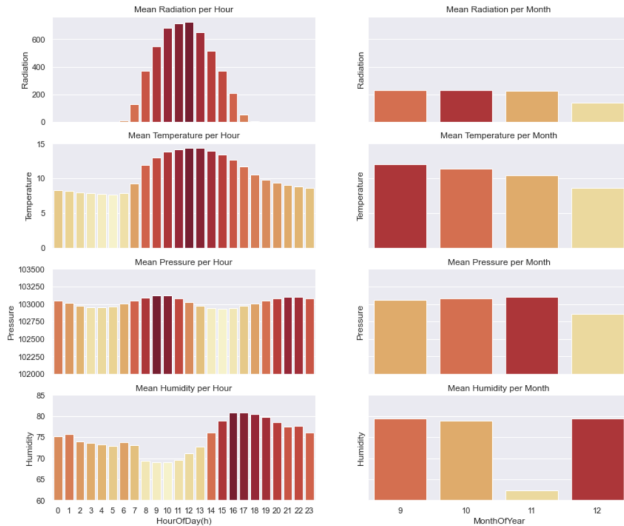 Mean Radiation per Hour
Mean Radiation per Month
Radiation
600
400
200
0
Radiation
Mean Temperature per Hour
Mean Temperature per Month
Temperature
15
10
5
0
Temperature
Mean Pressure per Hour
Mean Pressure per Month
Pressure
103500
103250
103000
102750
102500
102250
102000
Pressure
Mean Humidity per Hour
Mean Humidity per Month
Humidity
85
80
75
70
65
60
Humidity
0 1 2 3 4 5 6 7 8 9 10 11 12 13 14 15 16 17 18 19 20 21 22 23
HourOfDay(h)
9 10 11 12
MonthOfYear